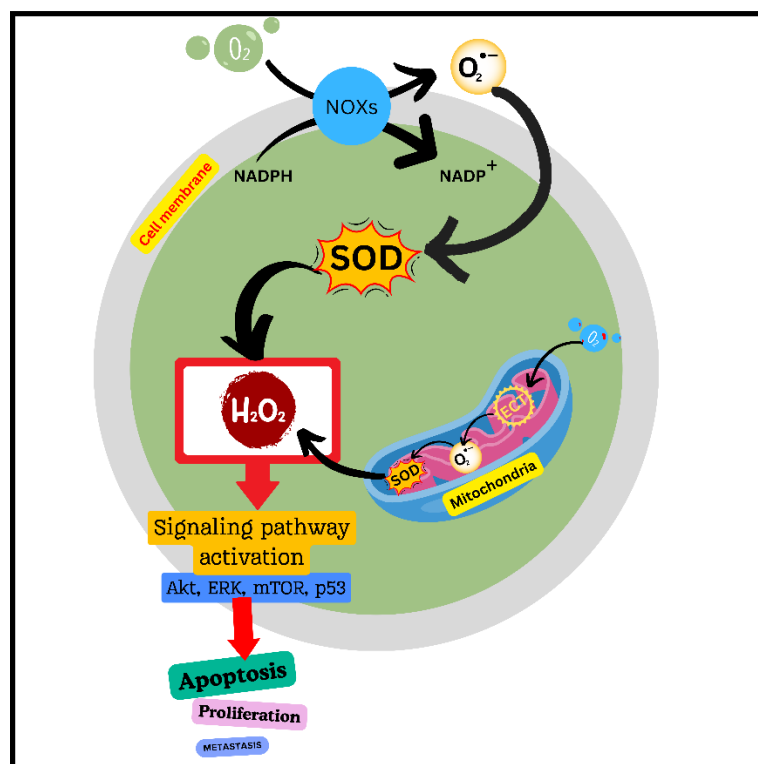 O₂
NOXs
O₂•−
NADPH
NADP⁺
Cell membrane
SOD
O₂
ECT
H₂O₂
O₂•−
SOD
Mitochondria
Signaling pathway
activation
Akt, ERK, mTOR, p53
Apoptosis
Proliferation
METASTASIS